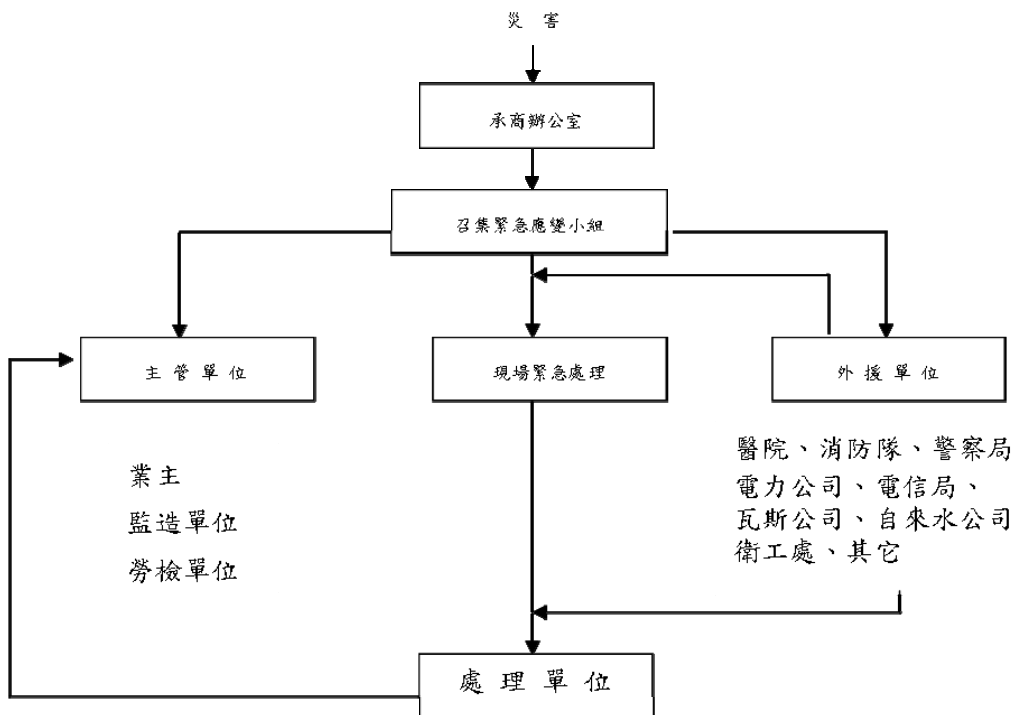 災 害
承商辦公室
召集緊急應變小組
主 管 單 位
現場緊急處理
外 援 單 位
業主
監造單位
勞檢單位
醫院、消防隊、警察局
電力公司、電信局、
瓦斯公司、自來水公司
衛工處、其它
處 理 單 位